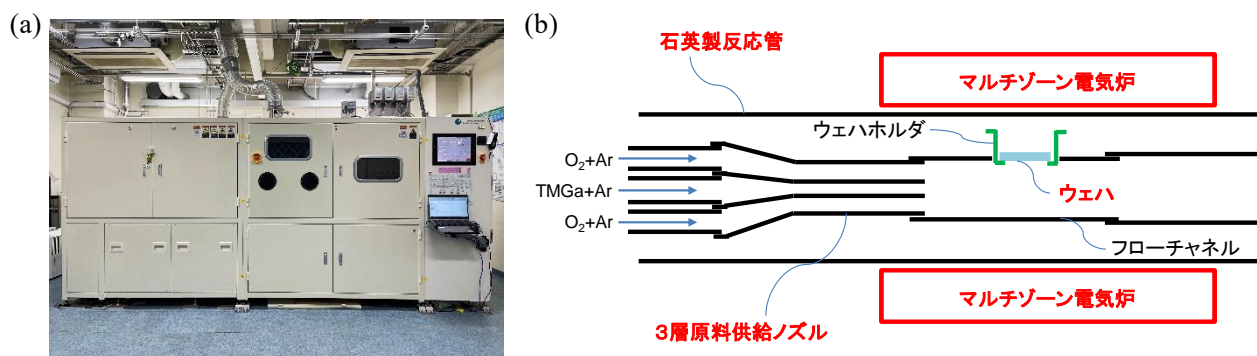 (a)
(b)
石英製反応管
マルチゾーン電気炉
ウェハホルダ
O₂+Ar
TMGa+Ar
O₂+Ar
ウェハ
フローチャネル
マルチゾーン電気炉
3層原料供給ノズル